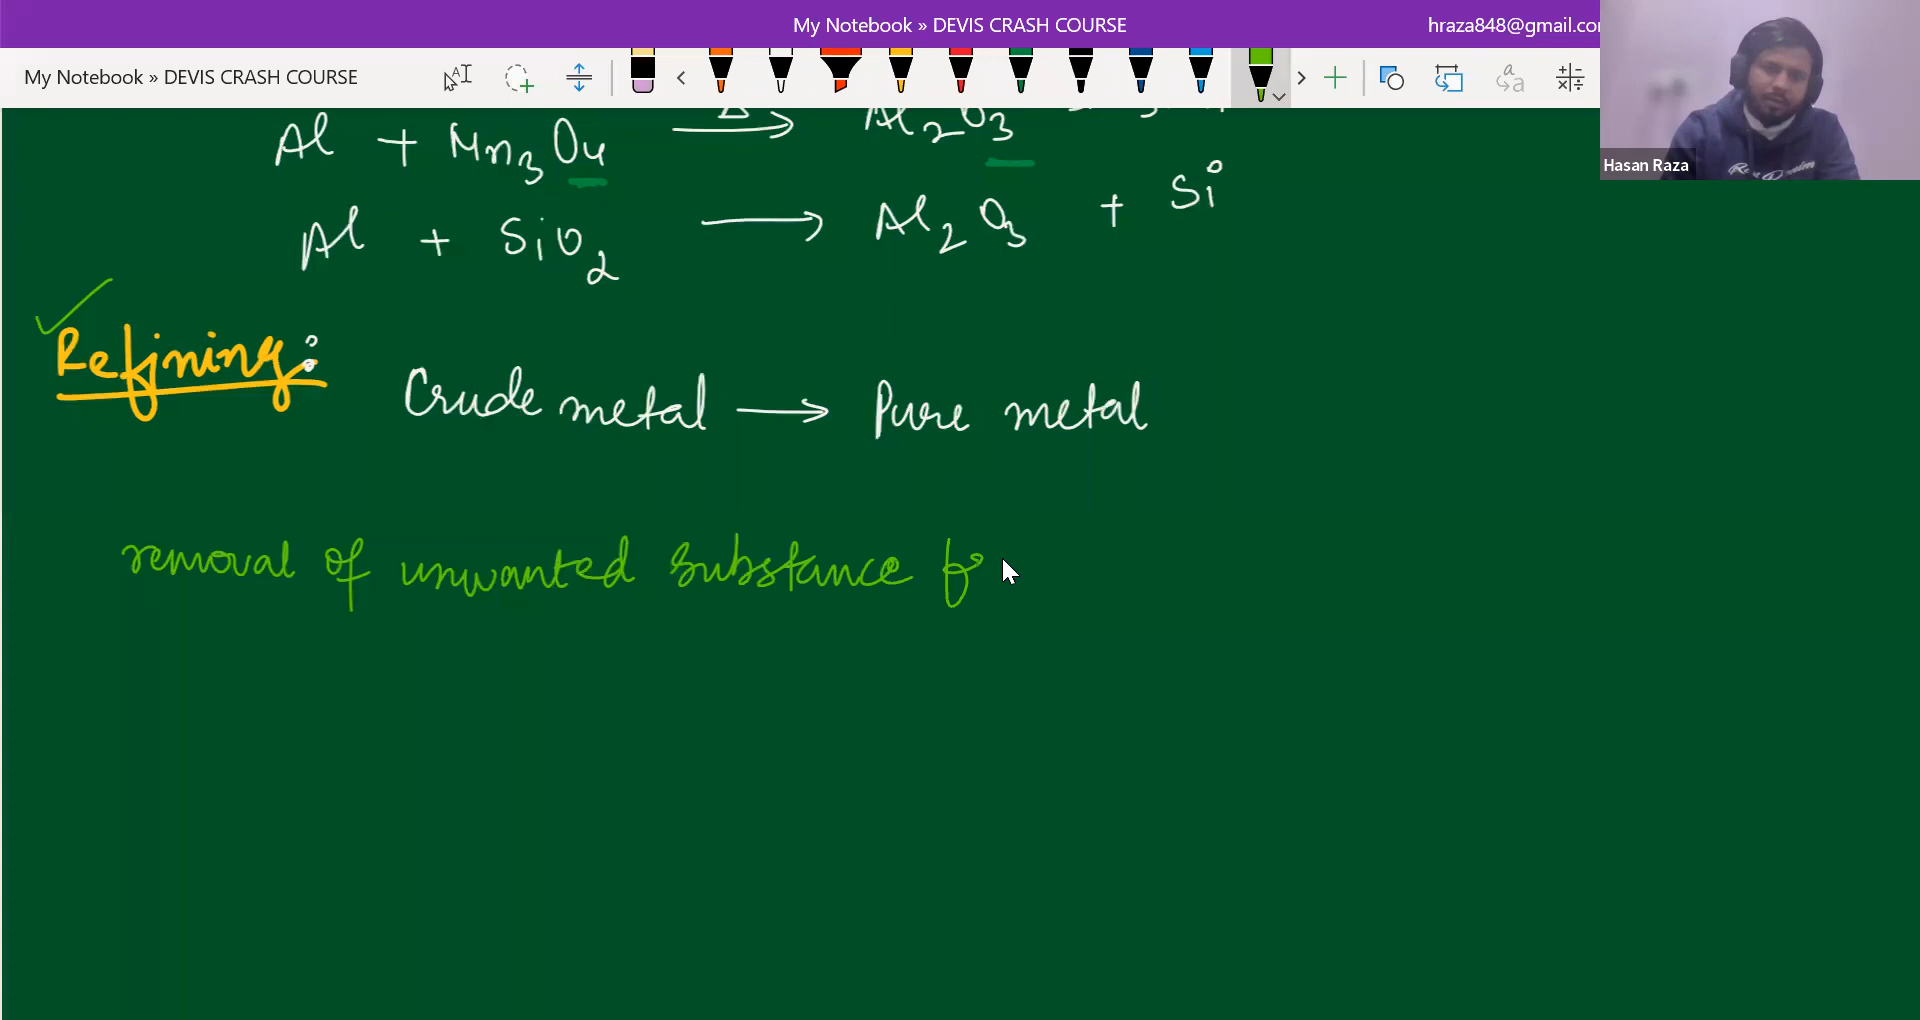 My Notebook » DEVIS CRASH COURSE
hraza848@gmail.co
My Notebook » DEVIS CRASH COURSE
Hasan Raza
Al + Mn₃O₄ Δ→ Al₂O₃
Al + SiO₂ → Al₂O₃ + Si
Refining:
Crude metal → Pure metal
removal of unwanted substance